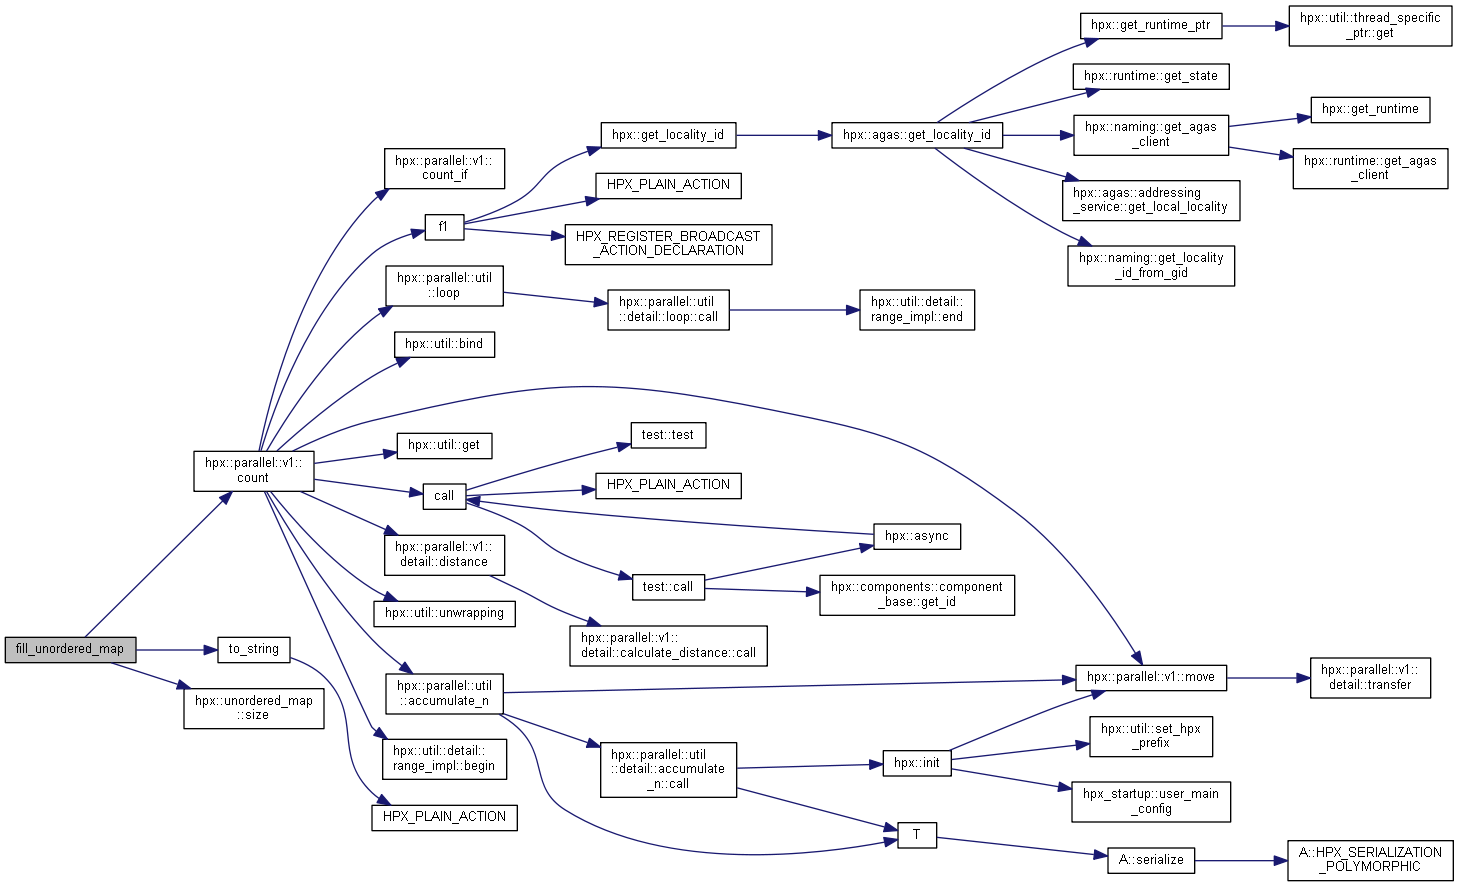 hpx::get_runtime_ptr
hpx::util::thread_specific
_ptr::get
hpx::runtime::get_state
hpx::get_runtime
hpx::get_locality_id
hpx::agas::get_locality_id
hpx::naming::get_agas
_client
hpx::parallel::v1::
count_if
hpx::runtime::get_agas
_client
HPX_PLAIN_ACTION
hpx::agas::addressing
_service::get_local_locality
f1
HPX_REGISTER_BROADCAST
_ACTION_DECLARATION
hpx::naming::get_locality
_id_from_gid
hpx::parallel::util
::loop
hpx::parallel::util
::detail::loop::call
hpx::util::detail::
range_impl::end
hpx::util::bind
test::test
hpx::util::get
hpx::parallel::v1::
count
HPX_PLAIN_ACTION
call
hpx::async
hpx::parallel::v1::
detail::distance
test::call
hpx::components::component
_base::get_id
hpx::util::unwrapping
fill_unordered_map
to_string
hpx::parallel::v1::
detail::calculate_distance::call
hpx::parallel::util
::accumulate_n
hpx::parallel::v1::move
hpx::parallel::v1::
detail::transfer
hpx::unordered_map
::size
hpx::util::set_hpx
_prefix
hpx::util::detail::
range_impl::begin
hpx::parallel::util
::detail::accumulate
_n::call
hpx::init
hpx_startup::user_main
_config
HPX_PLAIN_ACTION
T
A::serialize
A::HPX_SERIALIZATION
_POLYMORPHIC